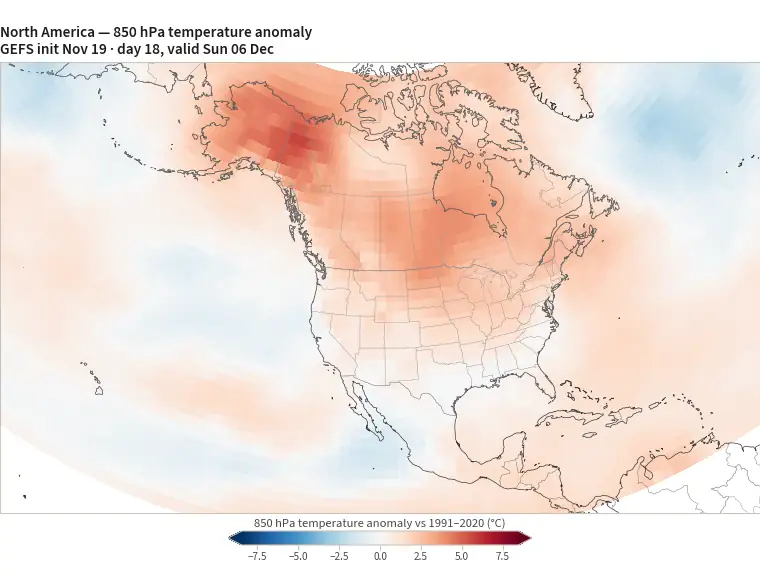 North America — 850 hPa temperature anomaly
GEFS init Nov 19 · day 18, valid Sun 06 Dec
850 hPa temperature anomaly vs 1991–2020 (°C)
−7.5 −5.0 −2.5 0.0 2.5 5.0 7.5